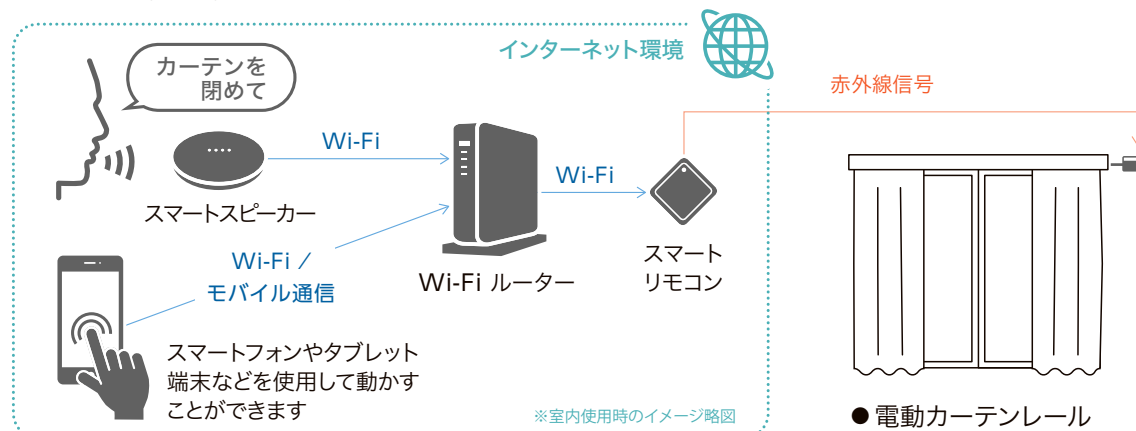 インターネット環境
カーテンを
閉めて
赤外線信号
Wi-Fi
Wi-Fi
スマートスピーカー
Wi-Fi /
モバイル通信
Wi-Fi ルーター
スマート
リモコン
スマートフォンやタブレット
端末などを使用して動かす
ことができます
※室内使用時のイメージ略図
●電動カーテンレール